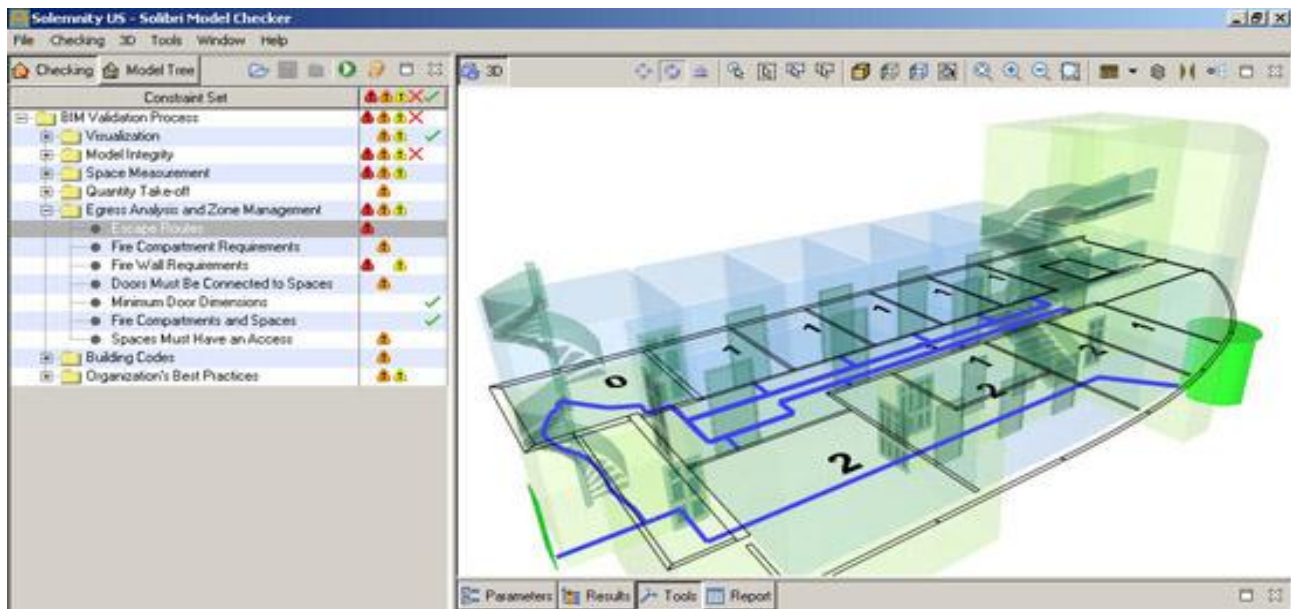 Solemnity US - Solibri Model Checker
File Checking 3D Tools Window Help
Checking Model Tree
3D
Constraint Set
BIM Validation Process
Visualization
Model Integrity
Space Measurement
Quantity Take-off
Egress Analysis and Zone Management
Escape Routes
Fire Compartment Requirements
Fire Wall Requirements
Doors Must Be Connected to Spaces
Minimum Door Dimensions
Fire Compartments and Spaces
Spaces Must Have an Access
Building Codes
Organization's Best Practices
1
1
1
1
1
0
1
2
1
2
2
Parameters Results Tools Report